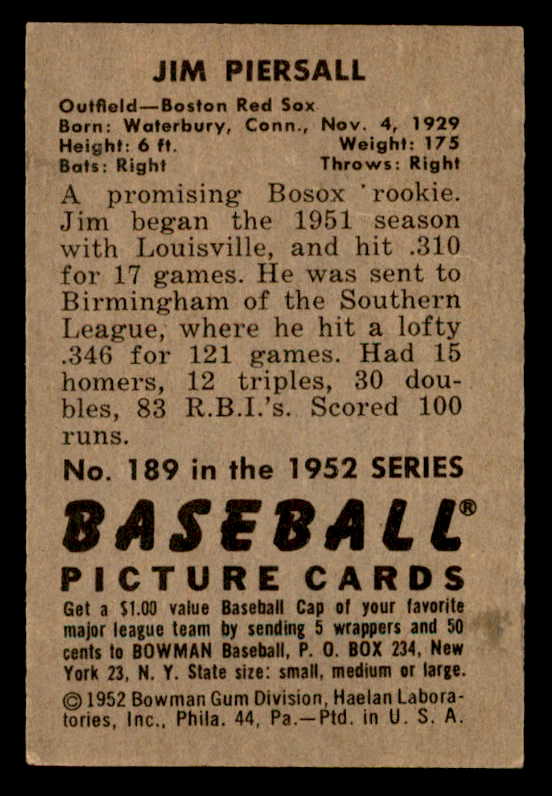 JIM PIERSALL
Outfield—Boston Red Sox
Born: Waterbury, Conn., Nov. 4, 1929
Height: 6 ft. Weight: 175
Bats: Right Throws: Right
A promising Bosox rookie.
Jim began the 1951 season
with Louisville, and hit .310
for 17 games. He was sent to
Birmingham of the Southern
League, where he hit a lofty
.346 for 121 games. Had 15
homers, 12 triples, 30 dou-
bles, 83 R.B.I.'s. Scored 100
runs.
No. 189 in the 1952 SERIES
BASEBALL®
PICTURE CARDS
Get a $1.00 value Baseball Cap of your favorite
major league team by sending 5 wrappers and 50
cents to BOWMAN Baseball, P. O. BOX 234, New
York 23, N. Y. State size: small, medium or large.
© 1952 Bowman Gum Division, Haelan Labora-
tories, Inc., Phila. 44, Pa.—Ptd. in U. S. A.